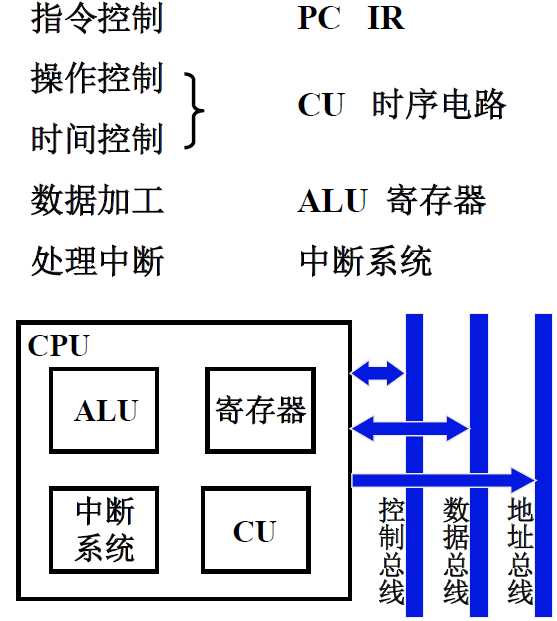 指令控制 PC IR
操作控制
CU 时序电路
时间控制
数据加工 ALU 寄存器
处理中断 中断系统
CPU
ALU 寄存器
中断
系统
CU
控制总线
数据总线
地址总线